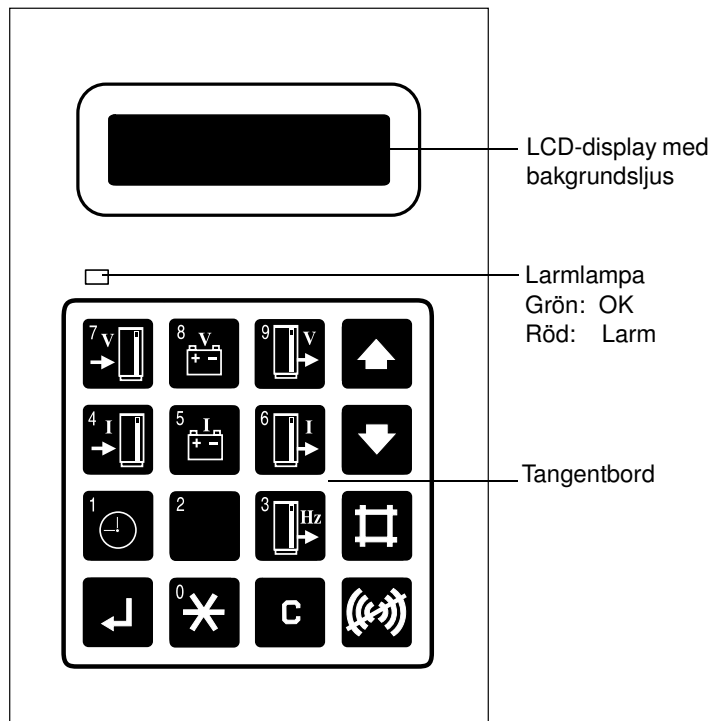 LCD-display med
bakgrundsljus
Larmlampa
Grön: OK
Röd: Larm
7 V
8 V
9 V
4 I
5 I
6 I
Tangentbord
1
2
3 Hz
0
C